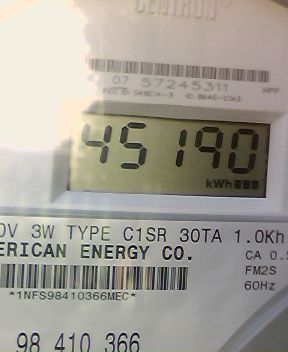 CENTRON
07 57245311
45190
kWh
0V 3W TYPE C1SR 30TA 1.0Kh
ERICAN ENERGY CO.
CA 0.5
FM2S
*1NFS98410366MEC*
60Hz
98 410 366